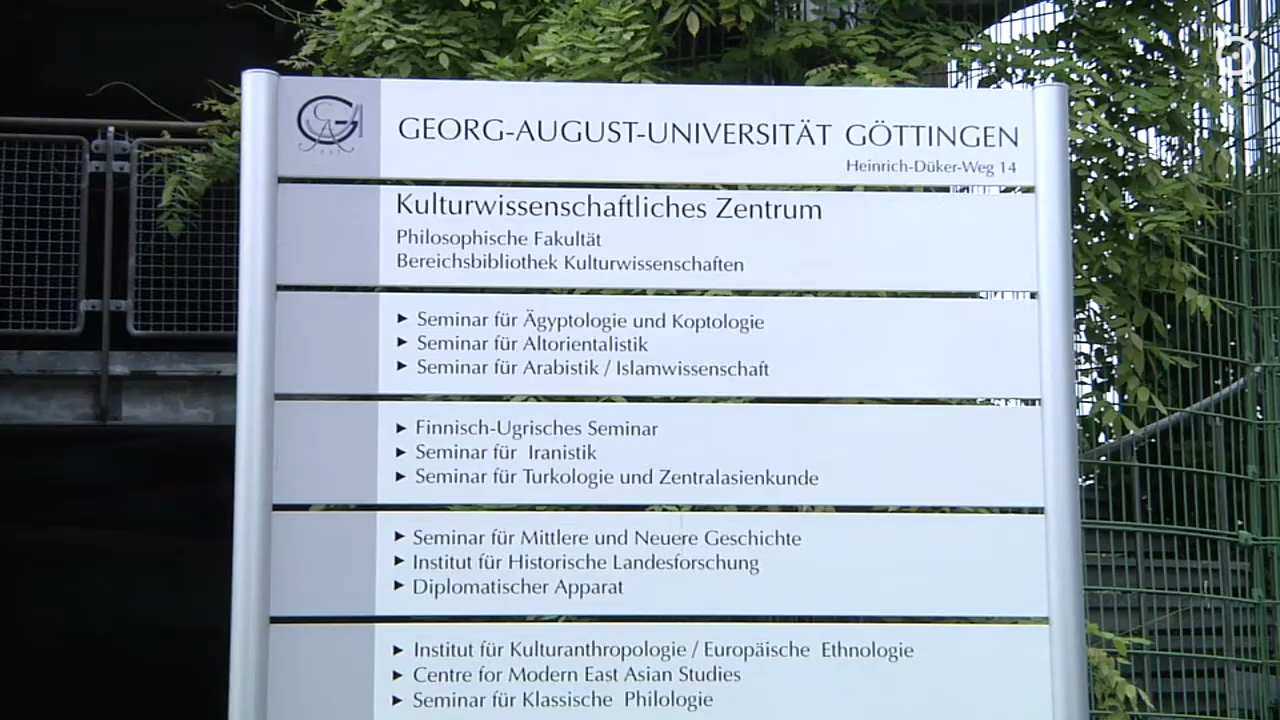 GEORG-AUGUST-UNIVERSITÄT GÖTTINGEN
Heinrich-Düker-Weg 14
Kulturwissenschaftliches Zentrum
Philosophische Fakultät
Bereichsbibliothek Kulturwissenschaften
► Seminar für Ägyptologie und Koptologie
► Seminar für Altorientalistik
► Seminar für Arabistik / Islamwissenschaft
► Finnisch-Ugrisches Seminar
► Seminar für Iranistik
► Seminar für Turkologie und Zentralasienkunde
► Seminar für Mittlere und Neuere Geschichte
► Institut für Historische Landesforschung
► Diplomatischer Apparat
► Institut für Kulturanthropologie / Europäische Ethnologie
► Centre for Modern East Asian Studies
► Seminar für Klassische Philologie